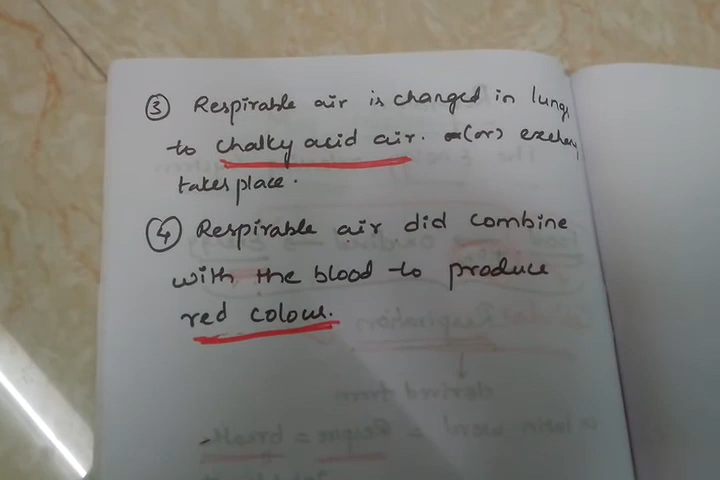 ③ Respirable air is changed in lungs
to chalky acid air. (or) exchang
takes place.
④ Respirable air did combine
with the blood to produce
red colour.